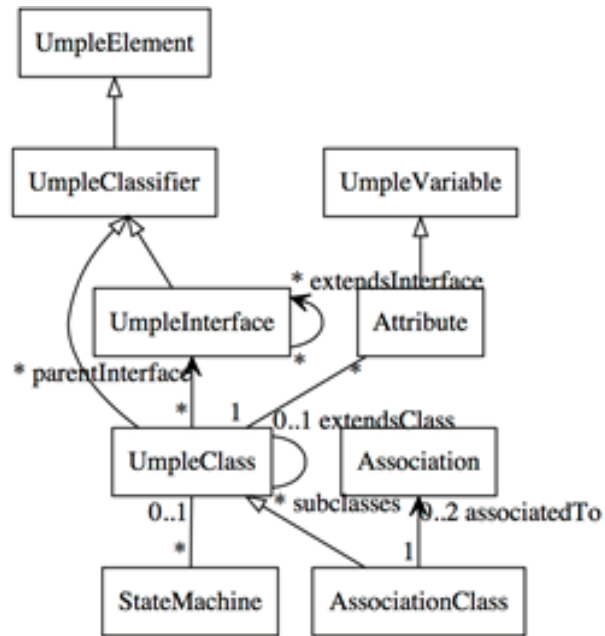 UmpleElement
UmpleClassifier
UmpleVariable
* extendsInterface
UmpleInterface
Attribute
*
*
* parentInterface
*
1
0..1 extendsClass
UmpleClass
Association
* subclasses
0..1
0..2 associatedTo
*
1
StateMachine
AssociationClass